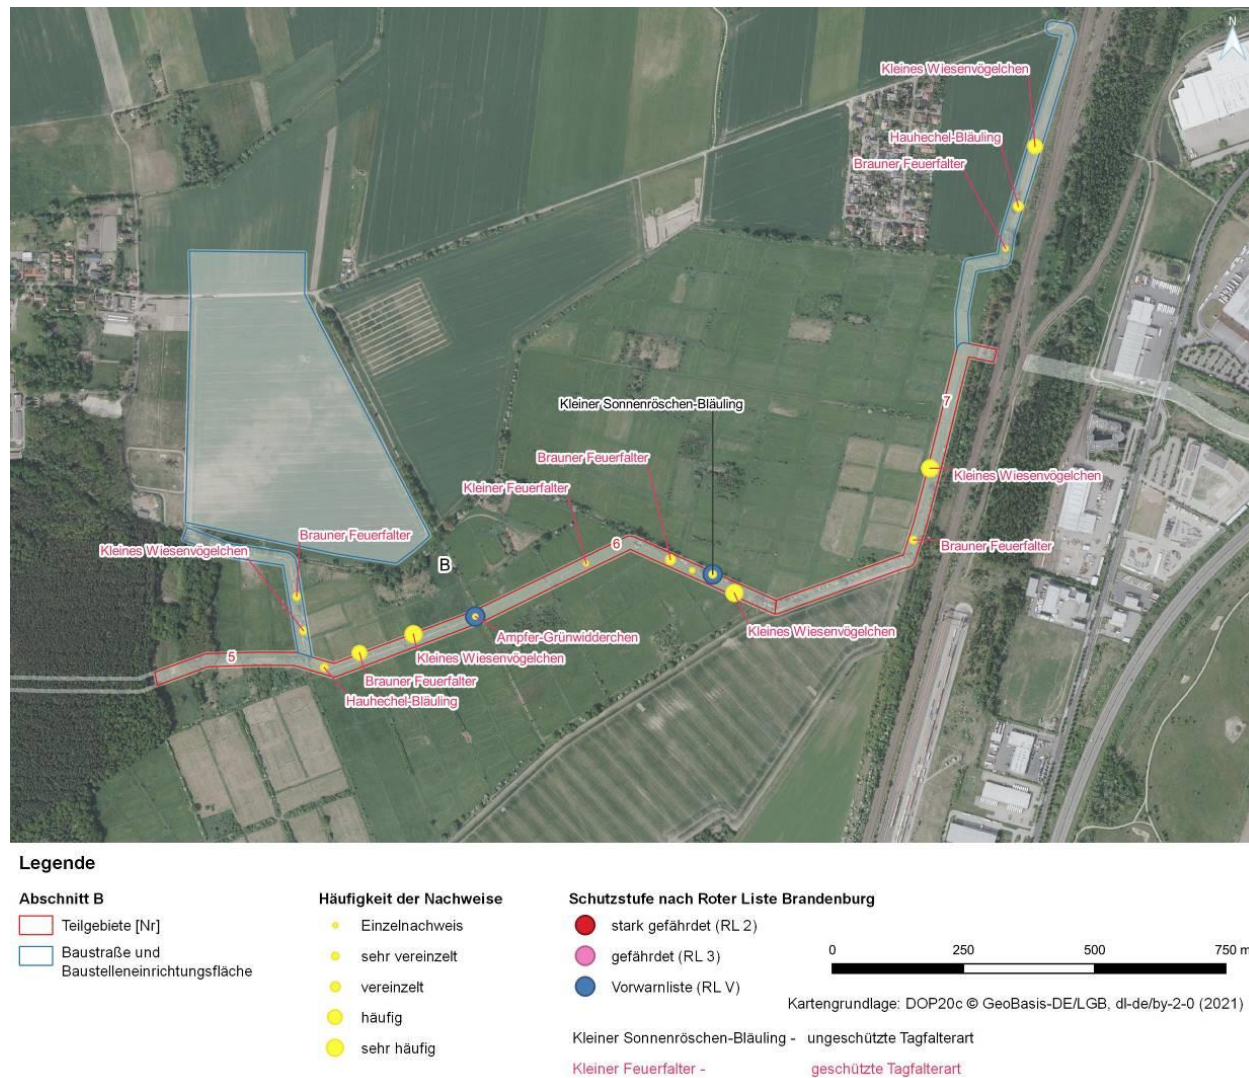 N
Kleines Wiesenvögelchen
Hauhechel-Bläuling
Brauner Feuerfalter
7
Kleiner Sonnenröschen-Bläuling
Brauner Feuerfalter
Kleines Wiesenvögelchen
Kleiner Feuerfalter
Brauner Feuerfalter
Kleines Wiesenvögelchen
6
Brauner Feuerfalter
B
Ampfer-Grünwidderchen
Kleines Wiesenvögelchen
5
Kleines Wiesenvögelchen
Brauner Feuerfalter
Hauhechel-Bläuling
Legende
Abschnitt B
Teilgebiete [Nr]
Baustraße und
Baustelleneinrichtungsfläche
Häufigkeit der Nachweise
Einzelnachweis
sehr vereinzelt
vereinzelt
häufig
sehr häufig
Schutzstufe nach Roter Liste Brandenburg
stark gefährdet (RL 2)
gefährdet (RL 3)
Vorwarnliste (RL V)
0 250 500 750 m
Kartengrundlage: DOP20c © GeoBasis-DE/LGB, dl-de/by-2-0 (2021)
Kleiner Sonnenröschen-Bläuling - ungeschützte Tagfalterart
Kleiner Feuerfalter - geschützte Tagfalterart